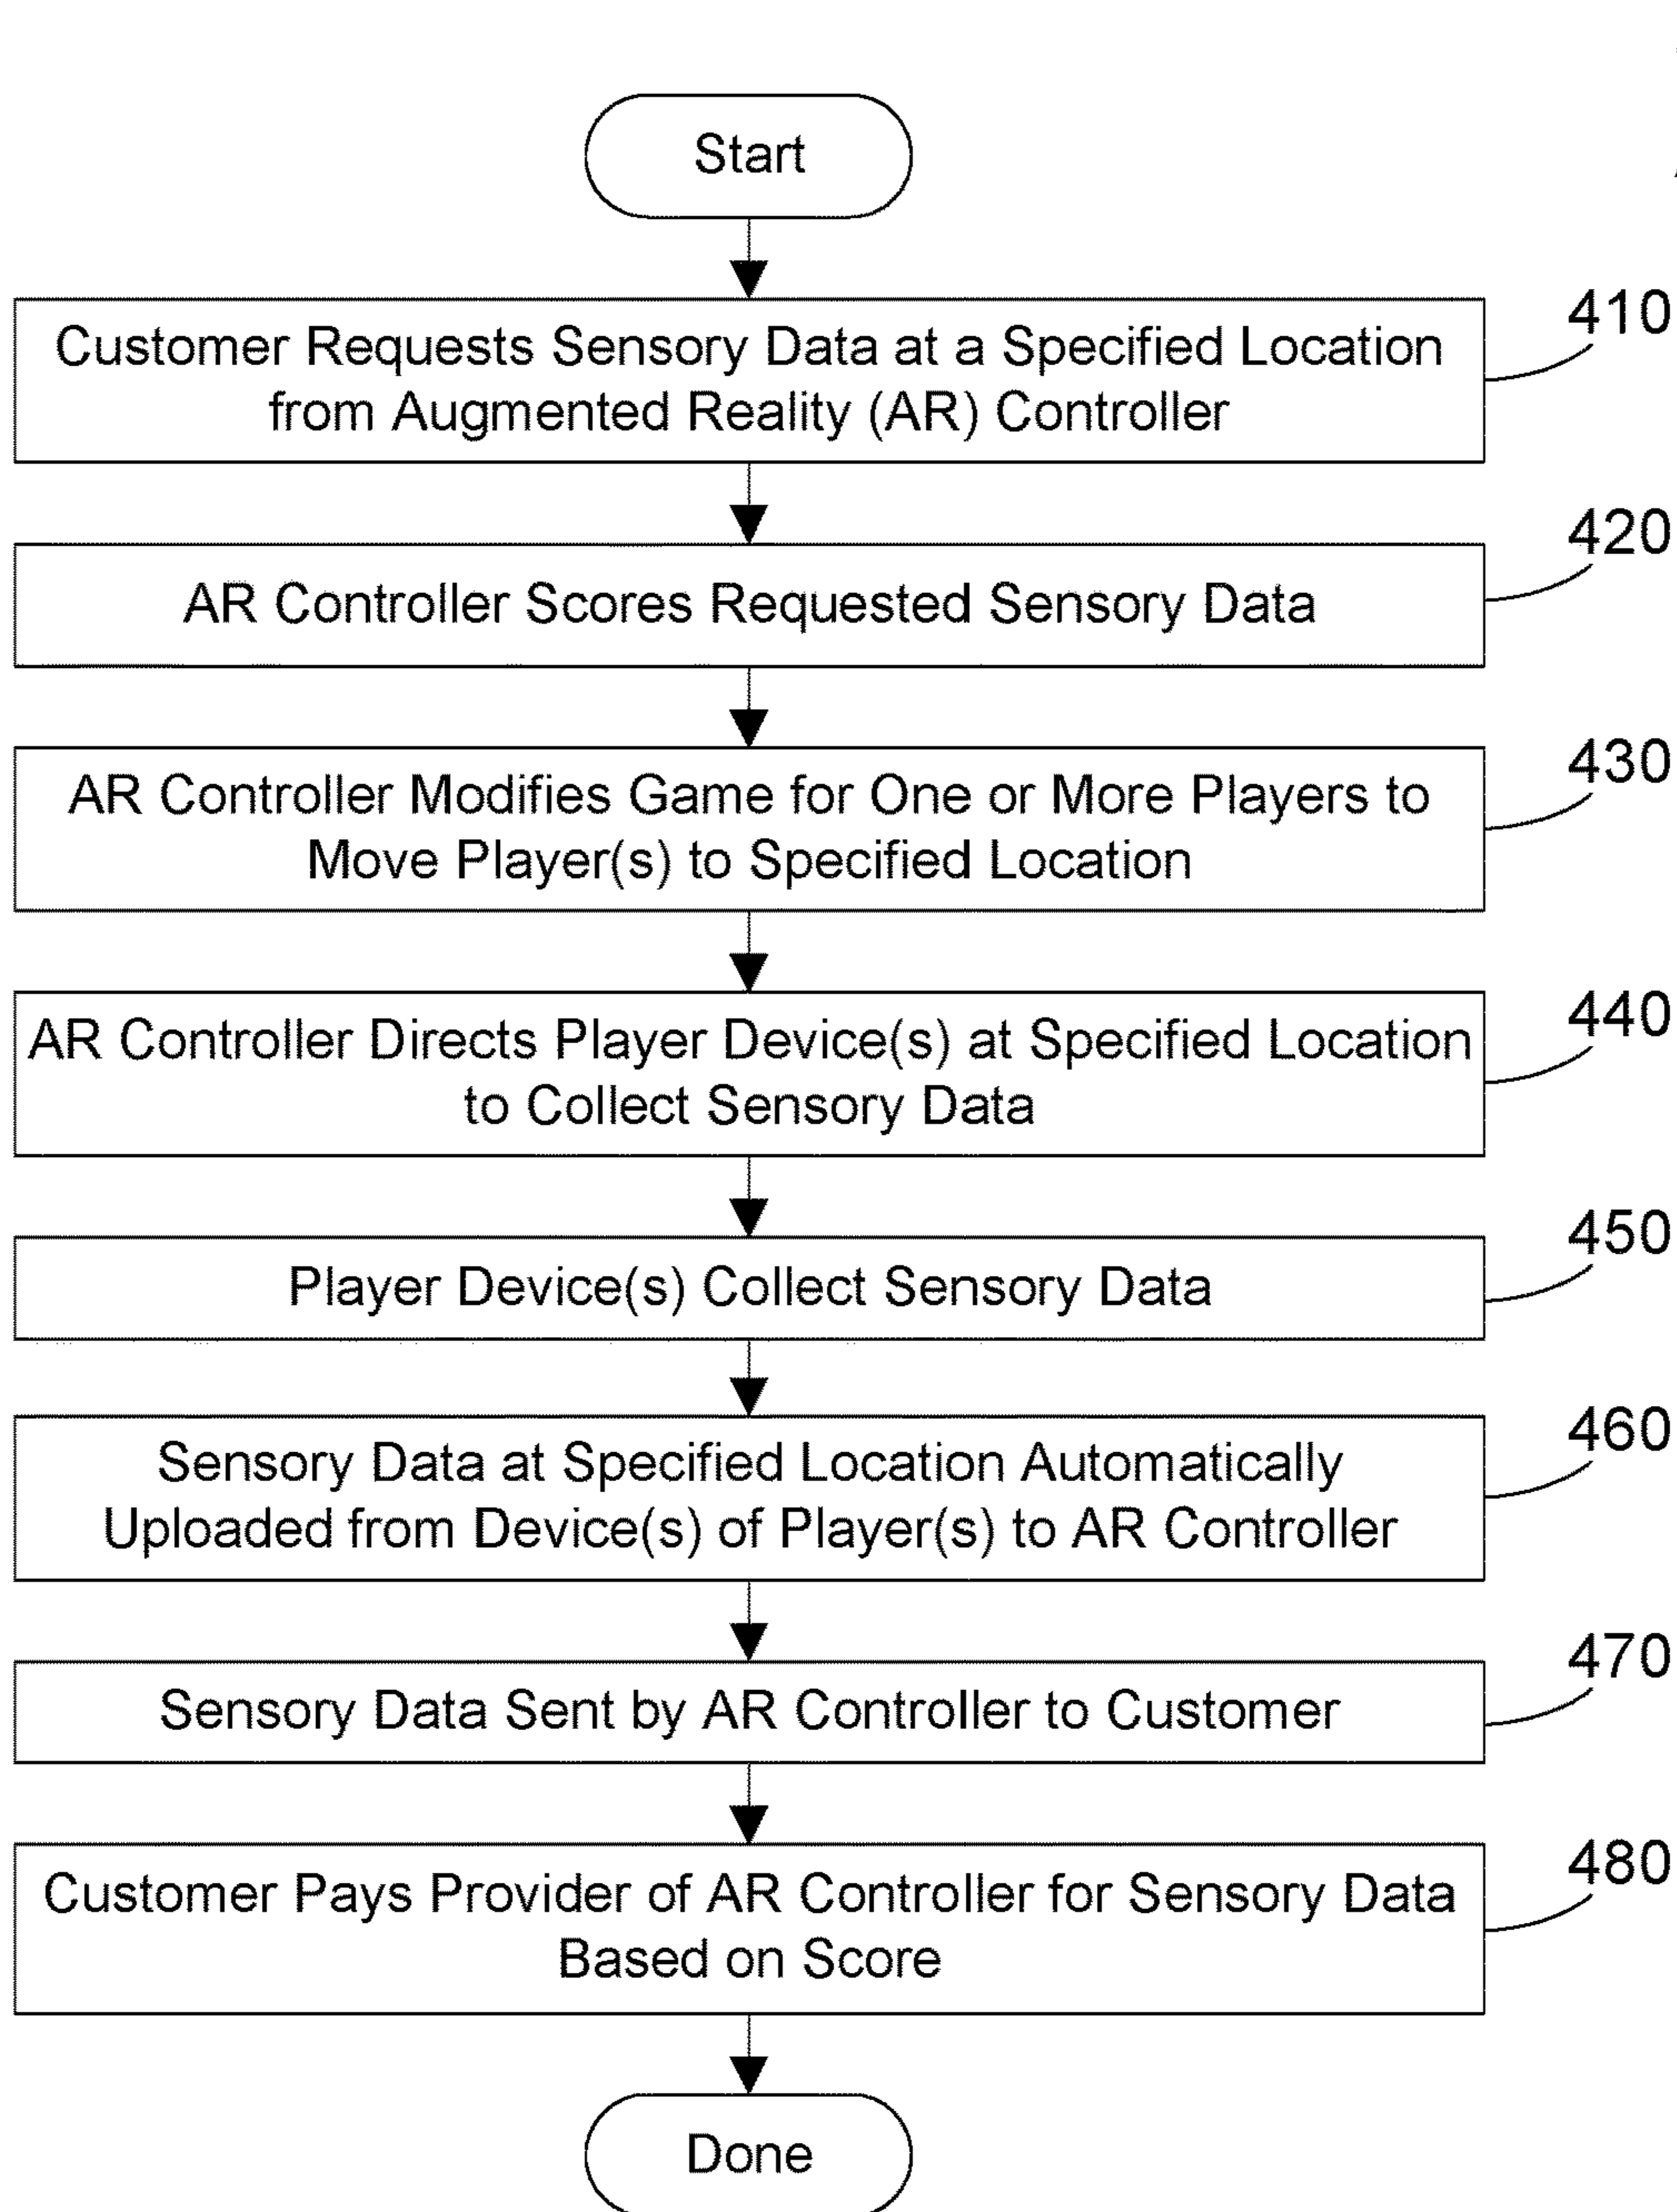 Start
410
Customer Requests Sensory Data at a Specified Location
from Augmented Reality (AR) Controller
420
AR Controller Scores Requested Sensory Data
430
AR Controller Modifies Game for One or More Players to
Move Player(s) to Specified Location
440
AR Controller Directs Player Device(s) at Specified Location
to Collect Sensory Data
450
Player Device(s) Collect Sensory Data
460
Sensory Data at Specified Location Automatically
Uploaded from Device(s) of Player(s) to AR Controller
470
Sensory Data Sent by AR Controller to Customer
480
Customer Pays Provider of AR Controller for Sensory Data
Based on Score
Done